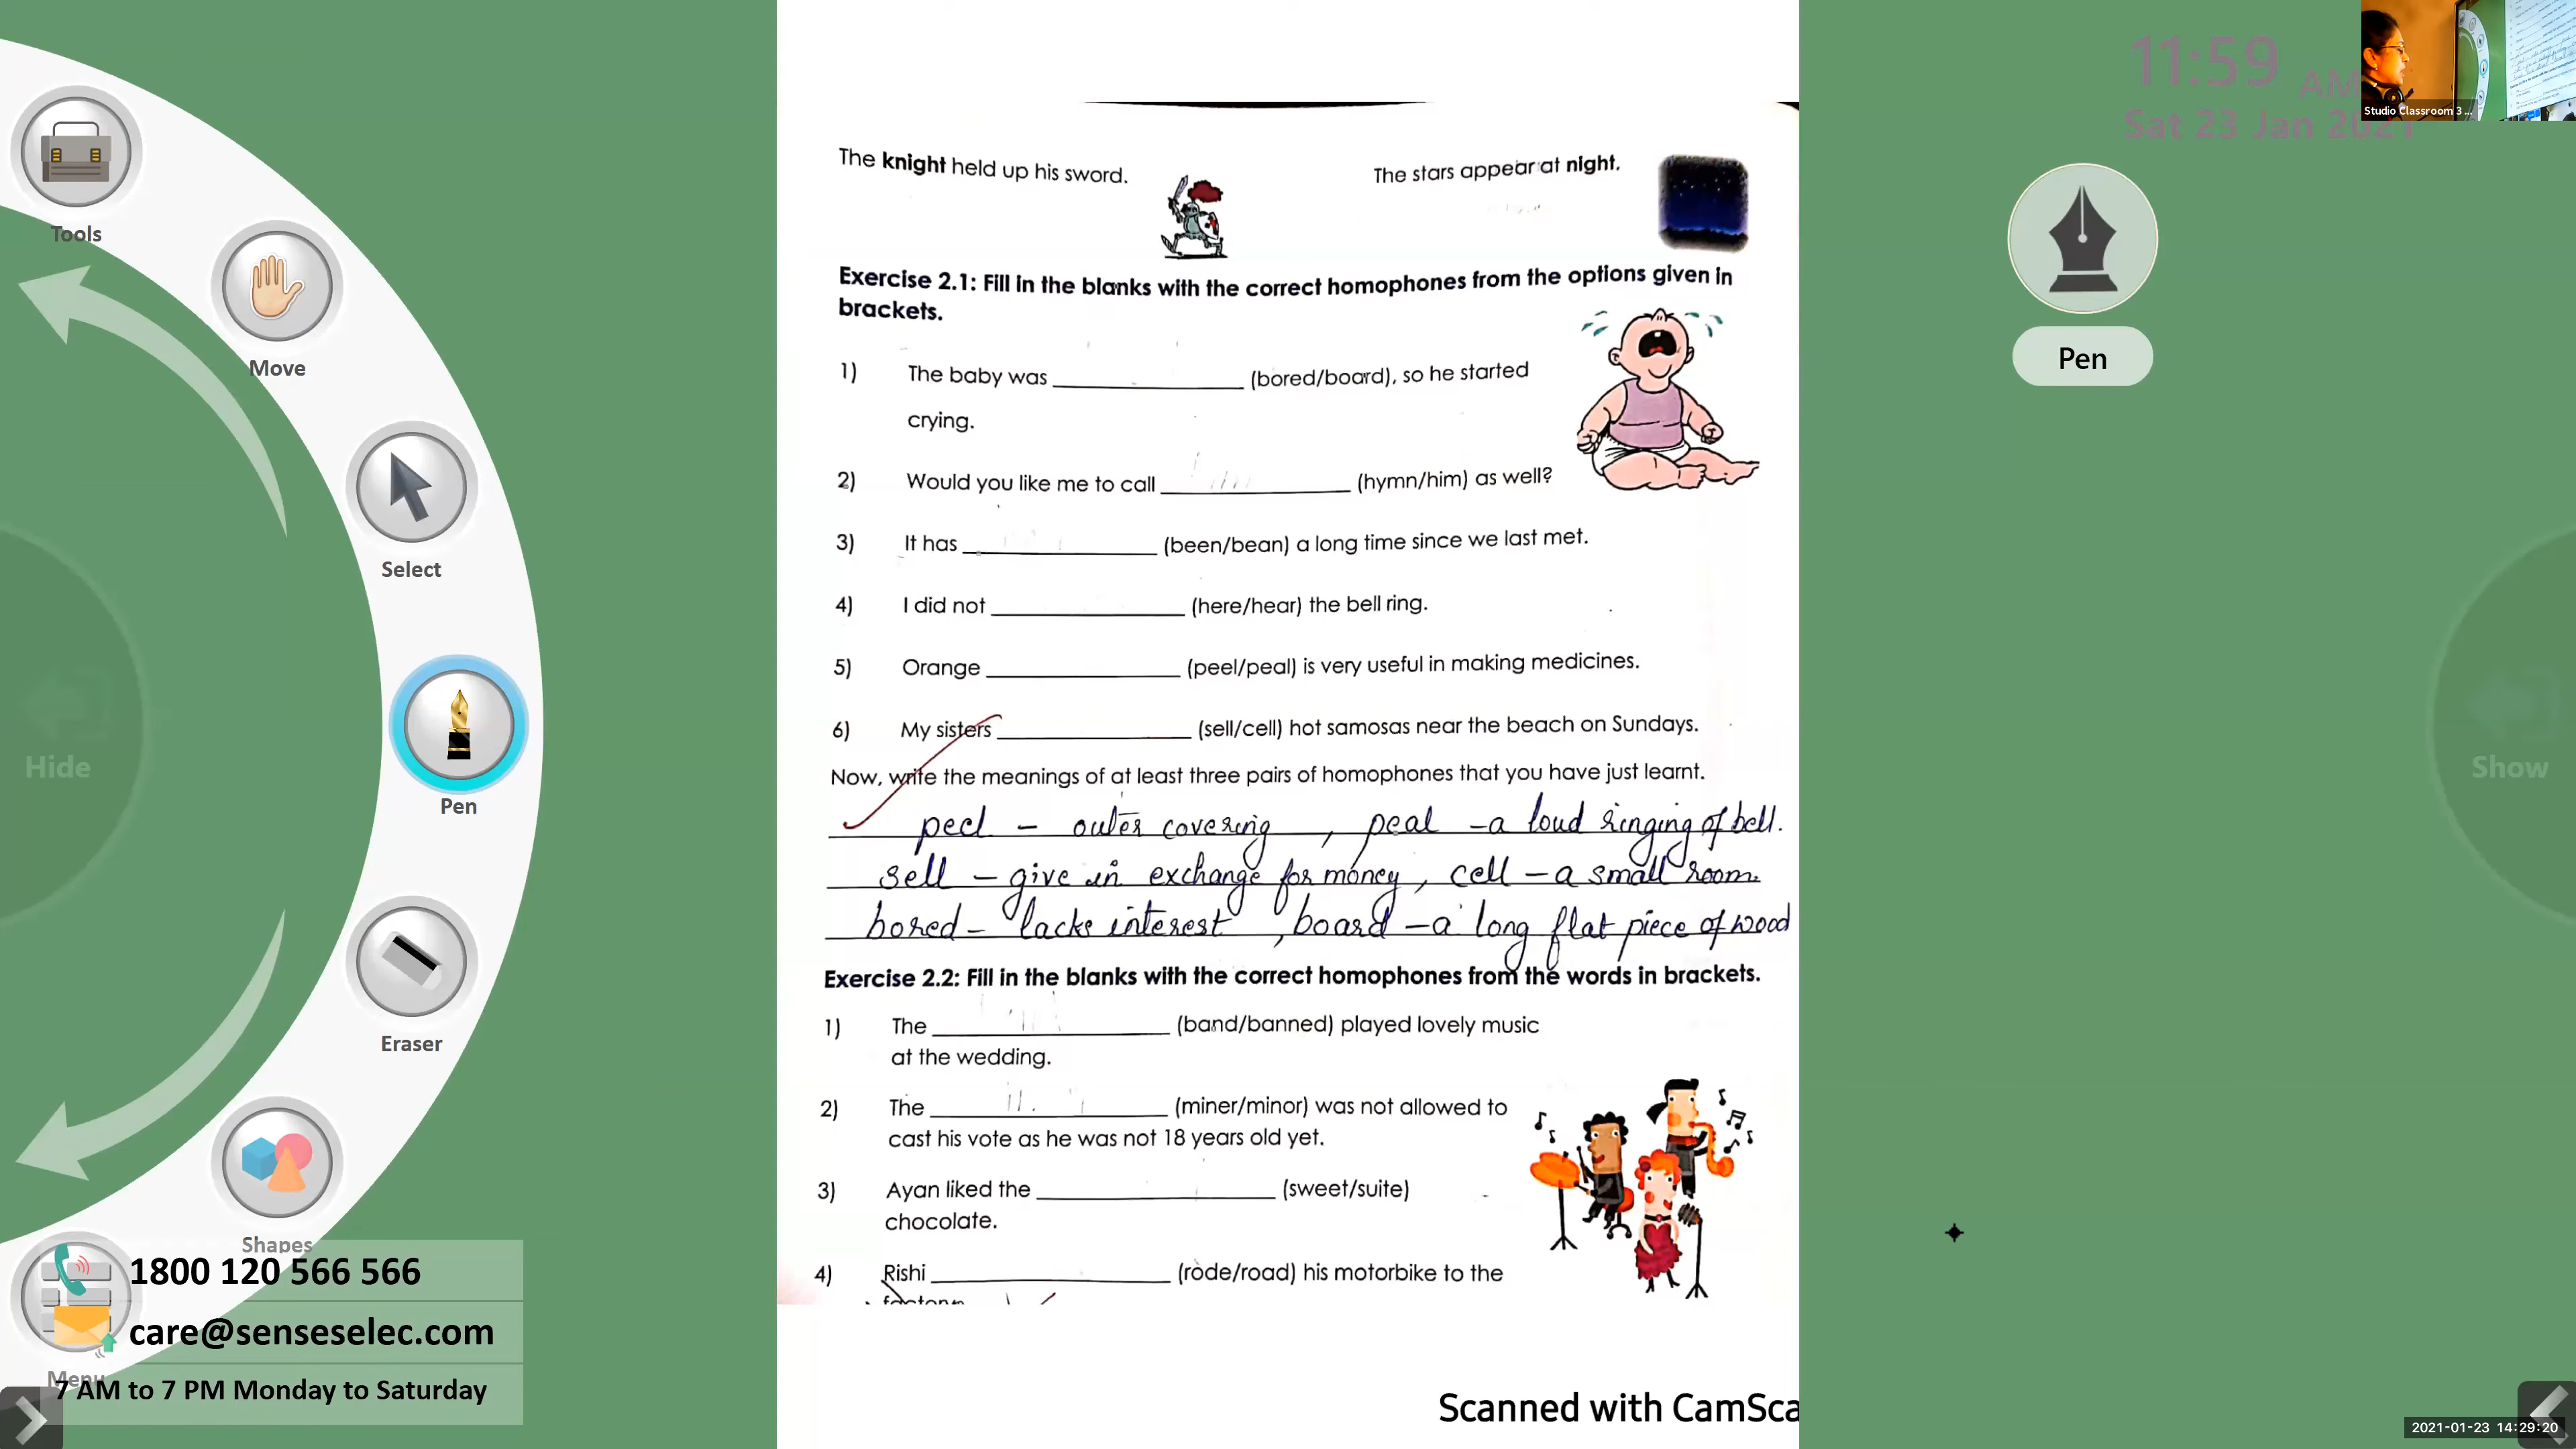 11:59 AM
Sat 23 Jan 2021
Studio Classroom 3 ...
Tools
Move
Select
Pen
Eraser
Shapes
Menu
Hide
Show
Pen
1800 120 566 566
care@senseselec.com
7 AM to 7 PM Monday to Saturday
The knight held up his sword.
The stars appear at night.
Exercise 2.1: Fill in the blanks with the correct homophones from the options given in
brackets.
1) The baby was ____________ (bored/board), so he started
crying.
2) Would you like me to call ____________ (hymn/him) as well?
3) It has ____________ (been/bean) a long time since we last met.
4) I did not ____________ (here/hear) the bell ring.
5) Orange ____________ (peel/peal) is very useful in making medicines.
6) My sisters ____________ (sell/cell) hot samosas near the beach on Sundays.
Now, write the meanings of at least three pairs of homophones that you have just learnt.
peel - outer covering , peal - a loud ringing of bell.
sell - give in exchange for money, cell - a small room.
bored - lacks interest , board - a long flat piece of wood
Exercise 2.2: Fill in the blanks with the correct homophones from the words in brackets.
1) The ____________ (band/banned) played lovely music
at the wedding.
2) The ____________ (miner/minor) was not allowed to
cast his vote as he was not 18 years old yet.
3) Ayan liked the ____________ (sweet/suite)
chocolate.
4) Rishi ____________ (rode/road) his motorbike to the
Scanned with CamSca
2021-01-23 14:29:20